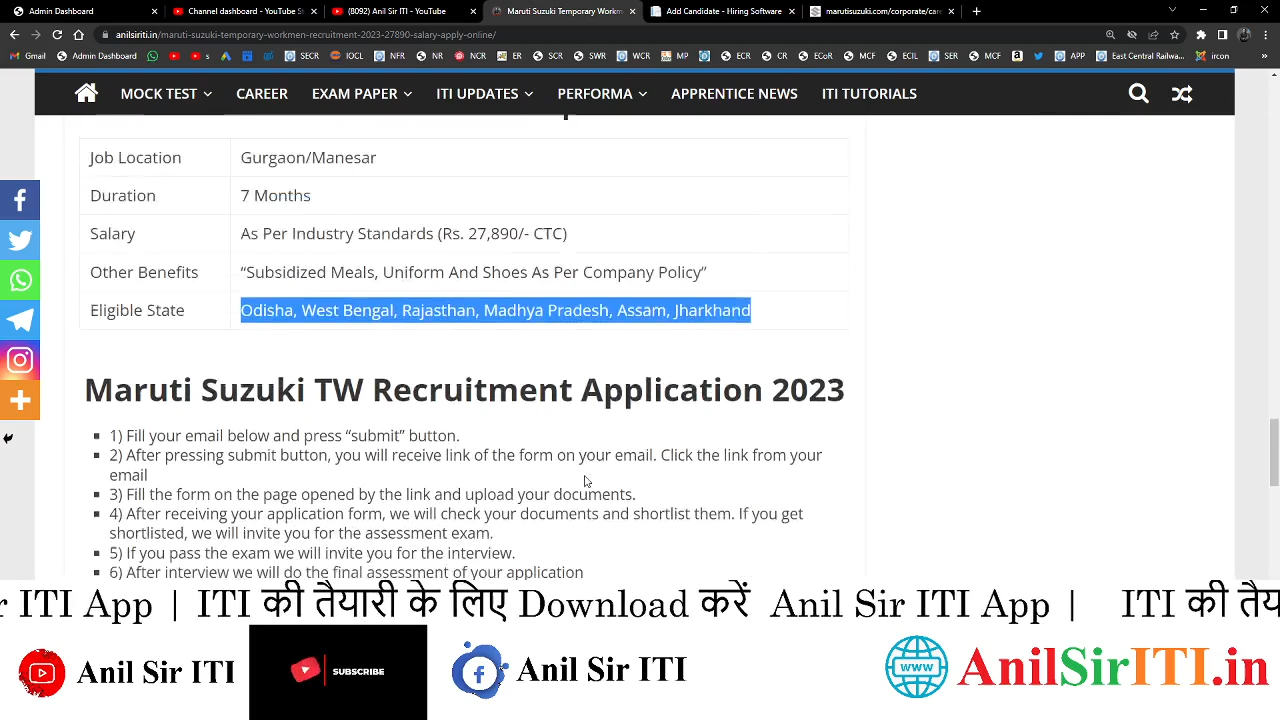 Admin Dashboard
Channel dashboard - YouTube St
(8092) Anil Sir ITI - YouTube
Maruti Suzuki Temporary Workm
Add Candidate - Hiring Software
marutisuzuki.com/corporate/car
anilsiriti.in/maruti-suzuki-temporary-workmen-recruitment-2023-27890-salary-apply-online/
Gmail Admin Dashboard s SECR IOCL NFR NR NCR ER SCR SWR WCR MP ECR CR ECoR MCF ECIL SER MCF APP East Central Railwa... ircon
MOCK TEST CAREER EXAM PAPER ITI UPDATES PERFORMA APPRENTICE NEWS ITI TUTORIALS
Job Location Gurgaon/Manesar
Duration 7 Months
Salary As Per Industry Standards (Rs. 27,890/- CTC)
Other Benefits “Subsidized Meals, Uniform And Shoes As Per Company Policy”
Eligible State Odisha, West Bengal, Rajasthan, Madhya Pradesh, Assam, Jharkhand
Maruti Suzuki TW Recruitment Application 2023
1) Fill your email below and press “submit” button.
2) After pressing submit button, you will receive link of the form on your email. Click the link from your
email
3) Fill the form on the page opened by the link and upload your documents.
4) After receiving your application form, we will check your documents and shortlist them. If you get
shortlisted, we will invite you for the assessment exam.
5) If you pass the exam we will invite you for the interview.
6) After interview we will do the final assessment of your application
r ITI App | ITI की तैयारी के लिए Download करें Anil Sir ITI App | ITI की तैय
Anil Sir ITI
SUBSCRIBE
Anil Sir ITI
www
AnilSirITI.in